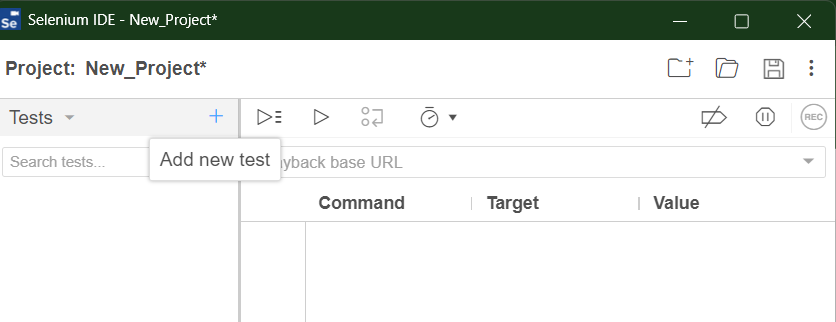 Se
Selenium IDE - New_Project*
Project: New_Project*
Tests
Search tests...
Add new test
yback base URL
REC
Command
Target
Value